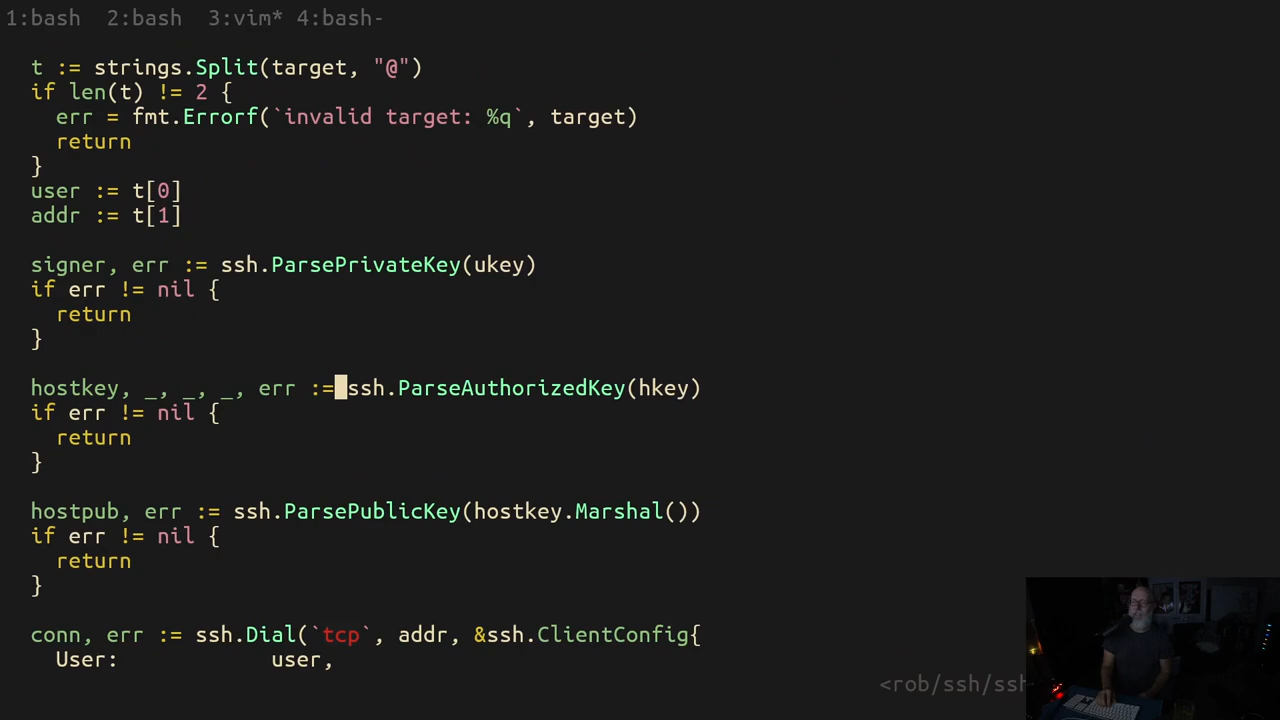 1:bash  2:bash  3:vim* 4:bash-
t := strings.Split(target, "@")
if len(t) != 2 {
  err = fmt.Errorf(`invalid target: %q`, target)
  return
}
user := t[0]
addr := t[1]
signer, err := ssh.ParsePrivateKey(ukey)
if err != nil {
  return
}
hostkey, _, _, _, err := ssh.ParseAuthorizedKey(hkey)
if err != nil {
  return
}
hostpub, err := ssh.ParsePublicKey(hostkey.Marshal())
if err != nil {
  return
}
conn, err := ssh.Dial(`tcp`, addr, &ssh.ClientConfig{
  User:            user,
<rob/ssh/ssh